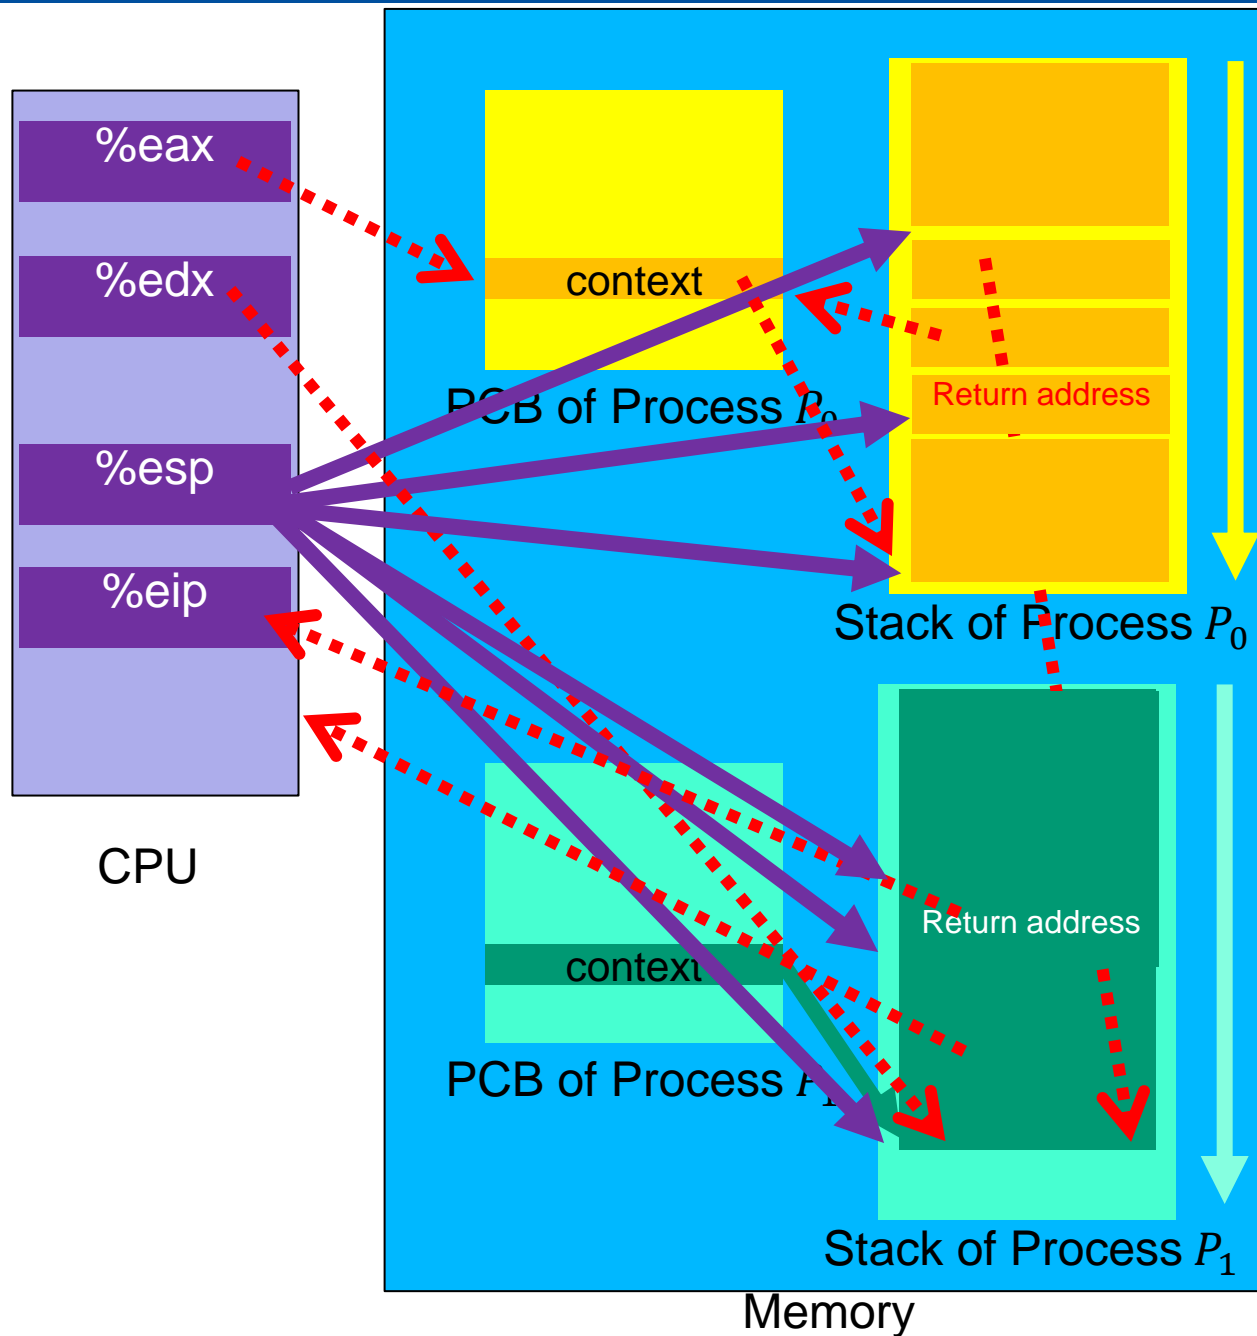 %eax
%edx
%esp
%eip
CPU
context
PCB of Process P₀
Return address
Stack of Process P₀
context
PCB of Process P₁
Return address
Stack of Process P₁
Memory